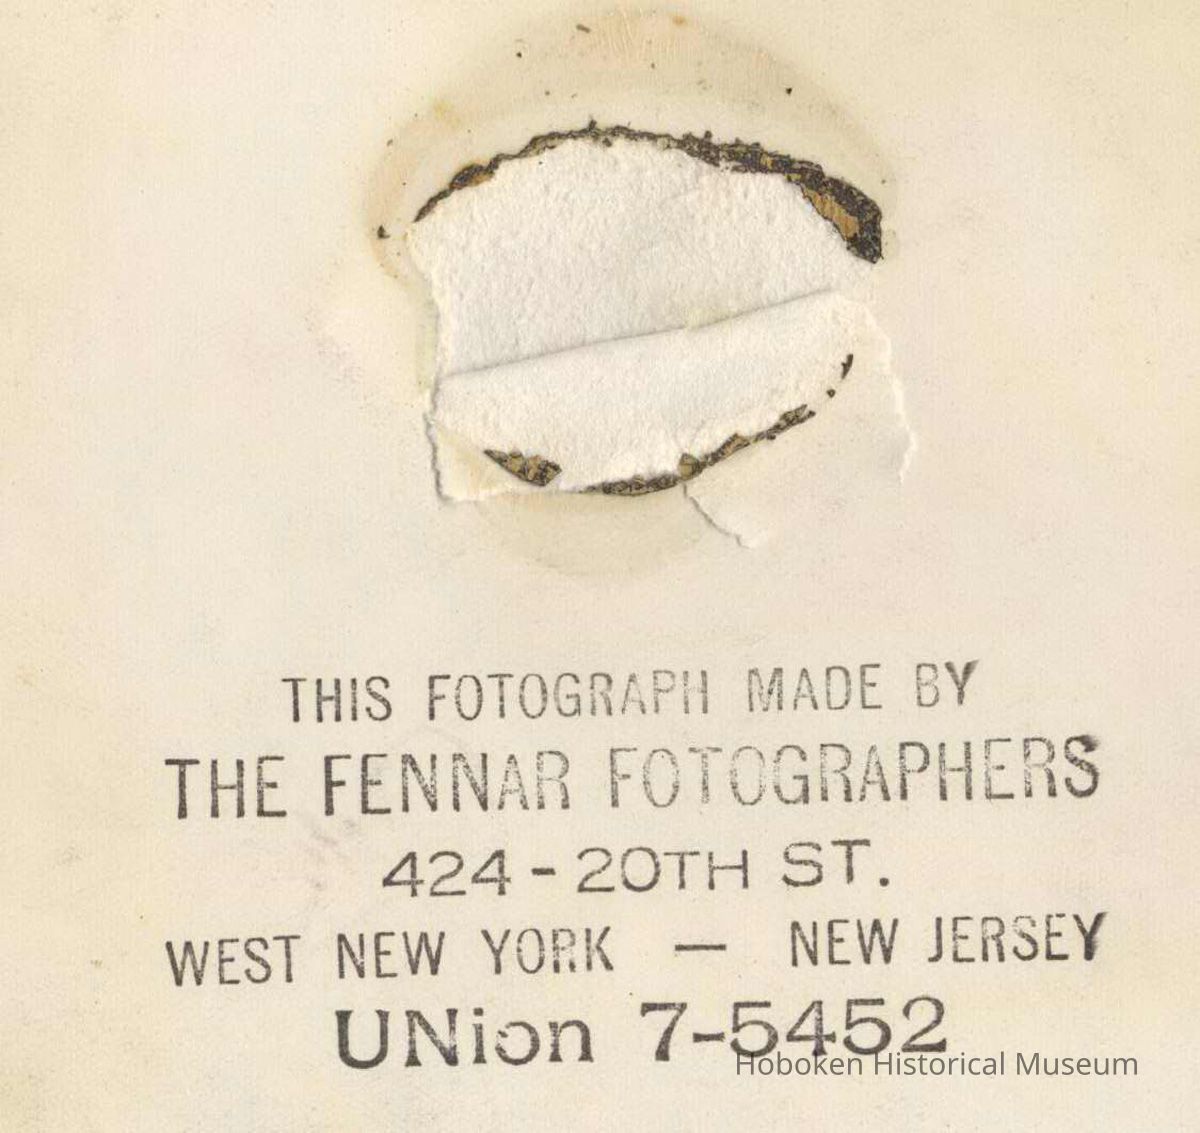 THIS FOTOGRAPH MADE BY
THE FENNAR FOTOGRAPHERS
424-20TH ST.
WEST NEW YORK — NEW JERSEY
UNion 7-5452
Hoboken Historical Museum